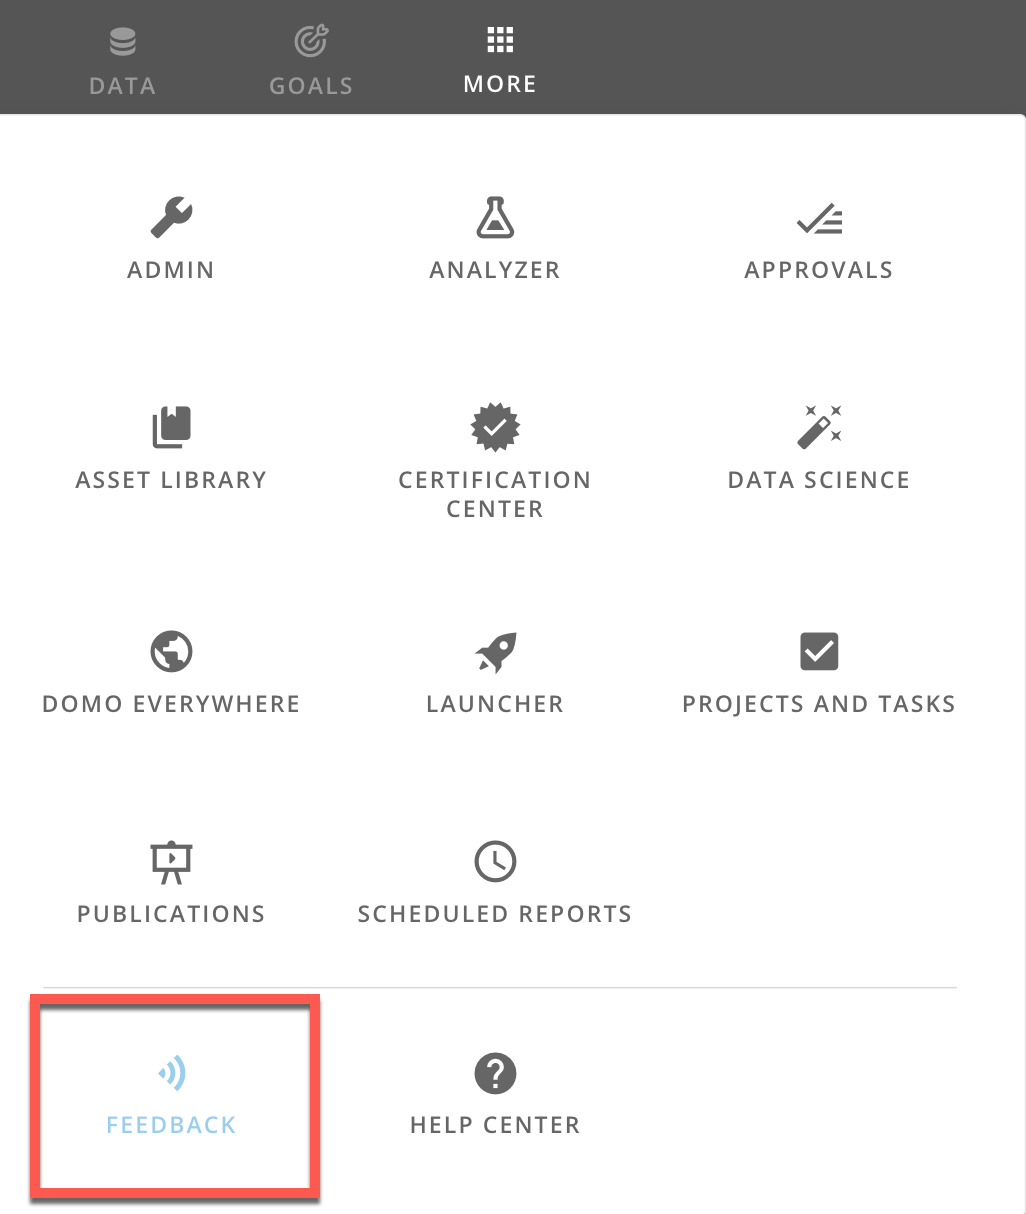 DATA
GOALS
MORE
ADMIN
ANALYZER
APPROVALS
ASSET LIBRARY
CERTIFICATION
CENTER
DATA SCIENCE
DOMO EVERYWHERE
LAUNCHER
PROJECTS AND TASKS
PUBLICATIONS
SCHEDULED REPORTS
FEEDBACK
HELP CENTER